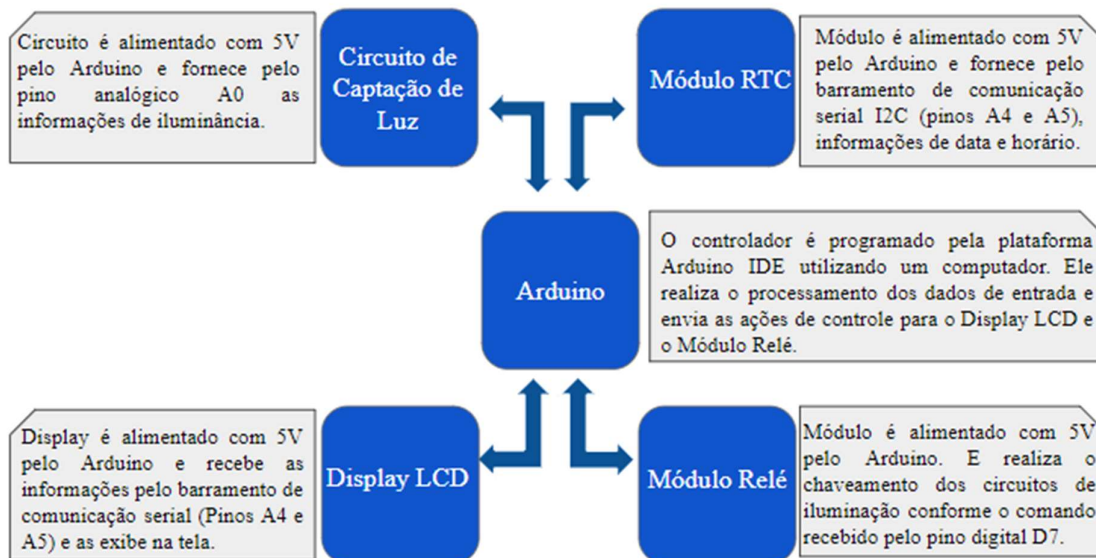 Circuito é alimentado com 5V
pelo Arduino e fornece pelo
pino analógico A0 as
informações de iluminância.
Circuito de
Captação de
Luz
Módulo RTC
Módulo é alimentado com 5V
pelo Arduino e fornece pelo
barramento de comunicação
serial I2C (pinos A4 e A5),
informações de data e horário.
Arduino
O controlador é programado pela plataforma
Arduino IDE utilizando um computador. Ele
realiza o processamento dos dados de entrada e
envia as ações de controle para o Display LCD e
o Módulo Relé.
Display é alimentado com 5V
pelo Arduino e recebe as
informações pelo barramento de
comunicação serial (Pinos A4 e
A5) e as exibe na tela.
Display LCD
Módulo Relé
Módulo é alimentado com 5V
pelo Arduino. E realiza o
chaveamento dos circuitos de
iluminação conforme o comando
recebido pelo pino digital D7.